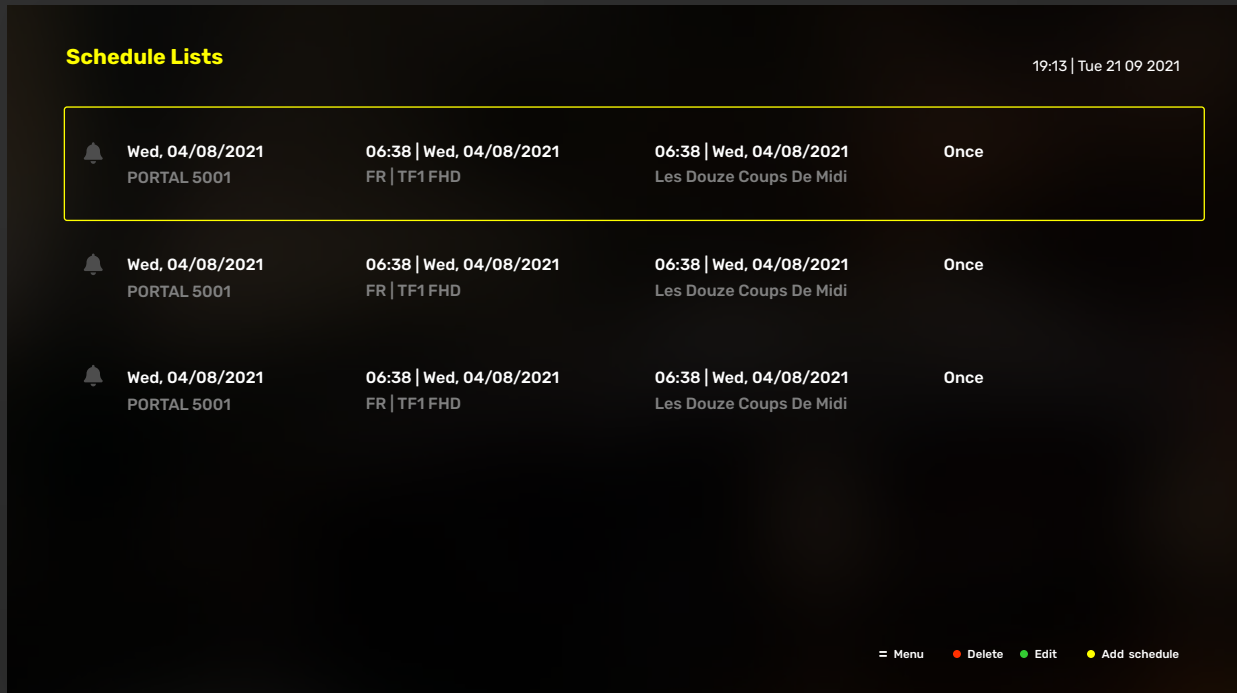 Schedule Lists
19:13 | Tue 21 09 2021
Wed, 04/08/2021 06:38 | Wed, 04/08/2021 06:38 | Wed, 04/08/2021 Once
PORTAL 5001 FR | TF1 FHD Les Douze Coups De Midi
Wed, 04/08/2021 06:38 | Wed, 04/08/2021 06:38 | Wed, 04/08/2021 Once
PORTAL 5001 FR | TF1 FHD Les Douze Coups De Midi
Wed, 04/08/2021 06:38 | Wed, 04/08/2021 06:38 | Wed, 04/08/2021 Once
PORTAL 5001 FR | TF1 FHD Les Douze Coups De Midi
Menu Delete Edit Add schedule